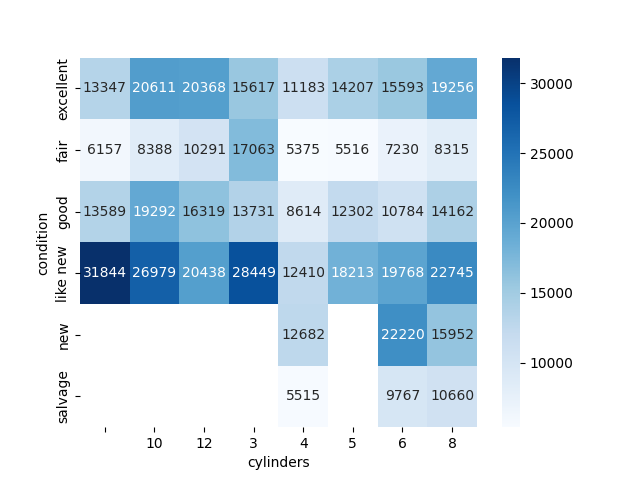 excellent 13347 20611 20368 15617 11183 14207 15593 19256
fair 6157 8388 10291 17063 5375 5516 7230 8315
good 13589 19292 16319 13731 8614 12302 10784 14162
like new 31844 26979 20438 28449 12410 18213 19768 22745
new 12682 22220 15952
salvage 5515 9767 10660
condition
10 12 3 4 5 6 8
cylinders
30000
25000
20000
15000
10000